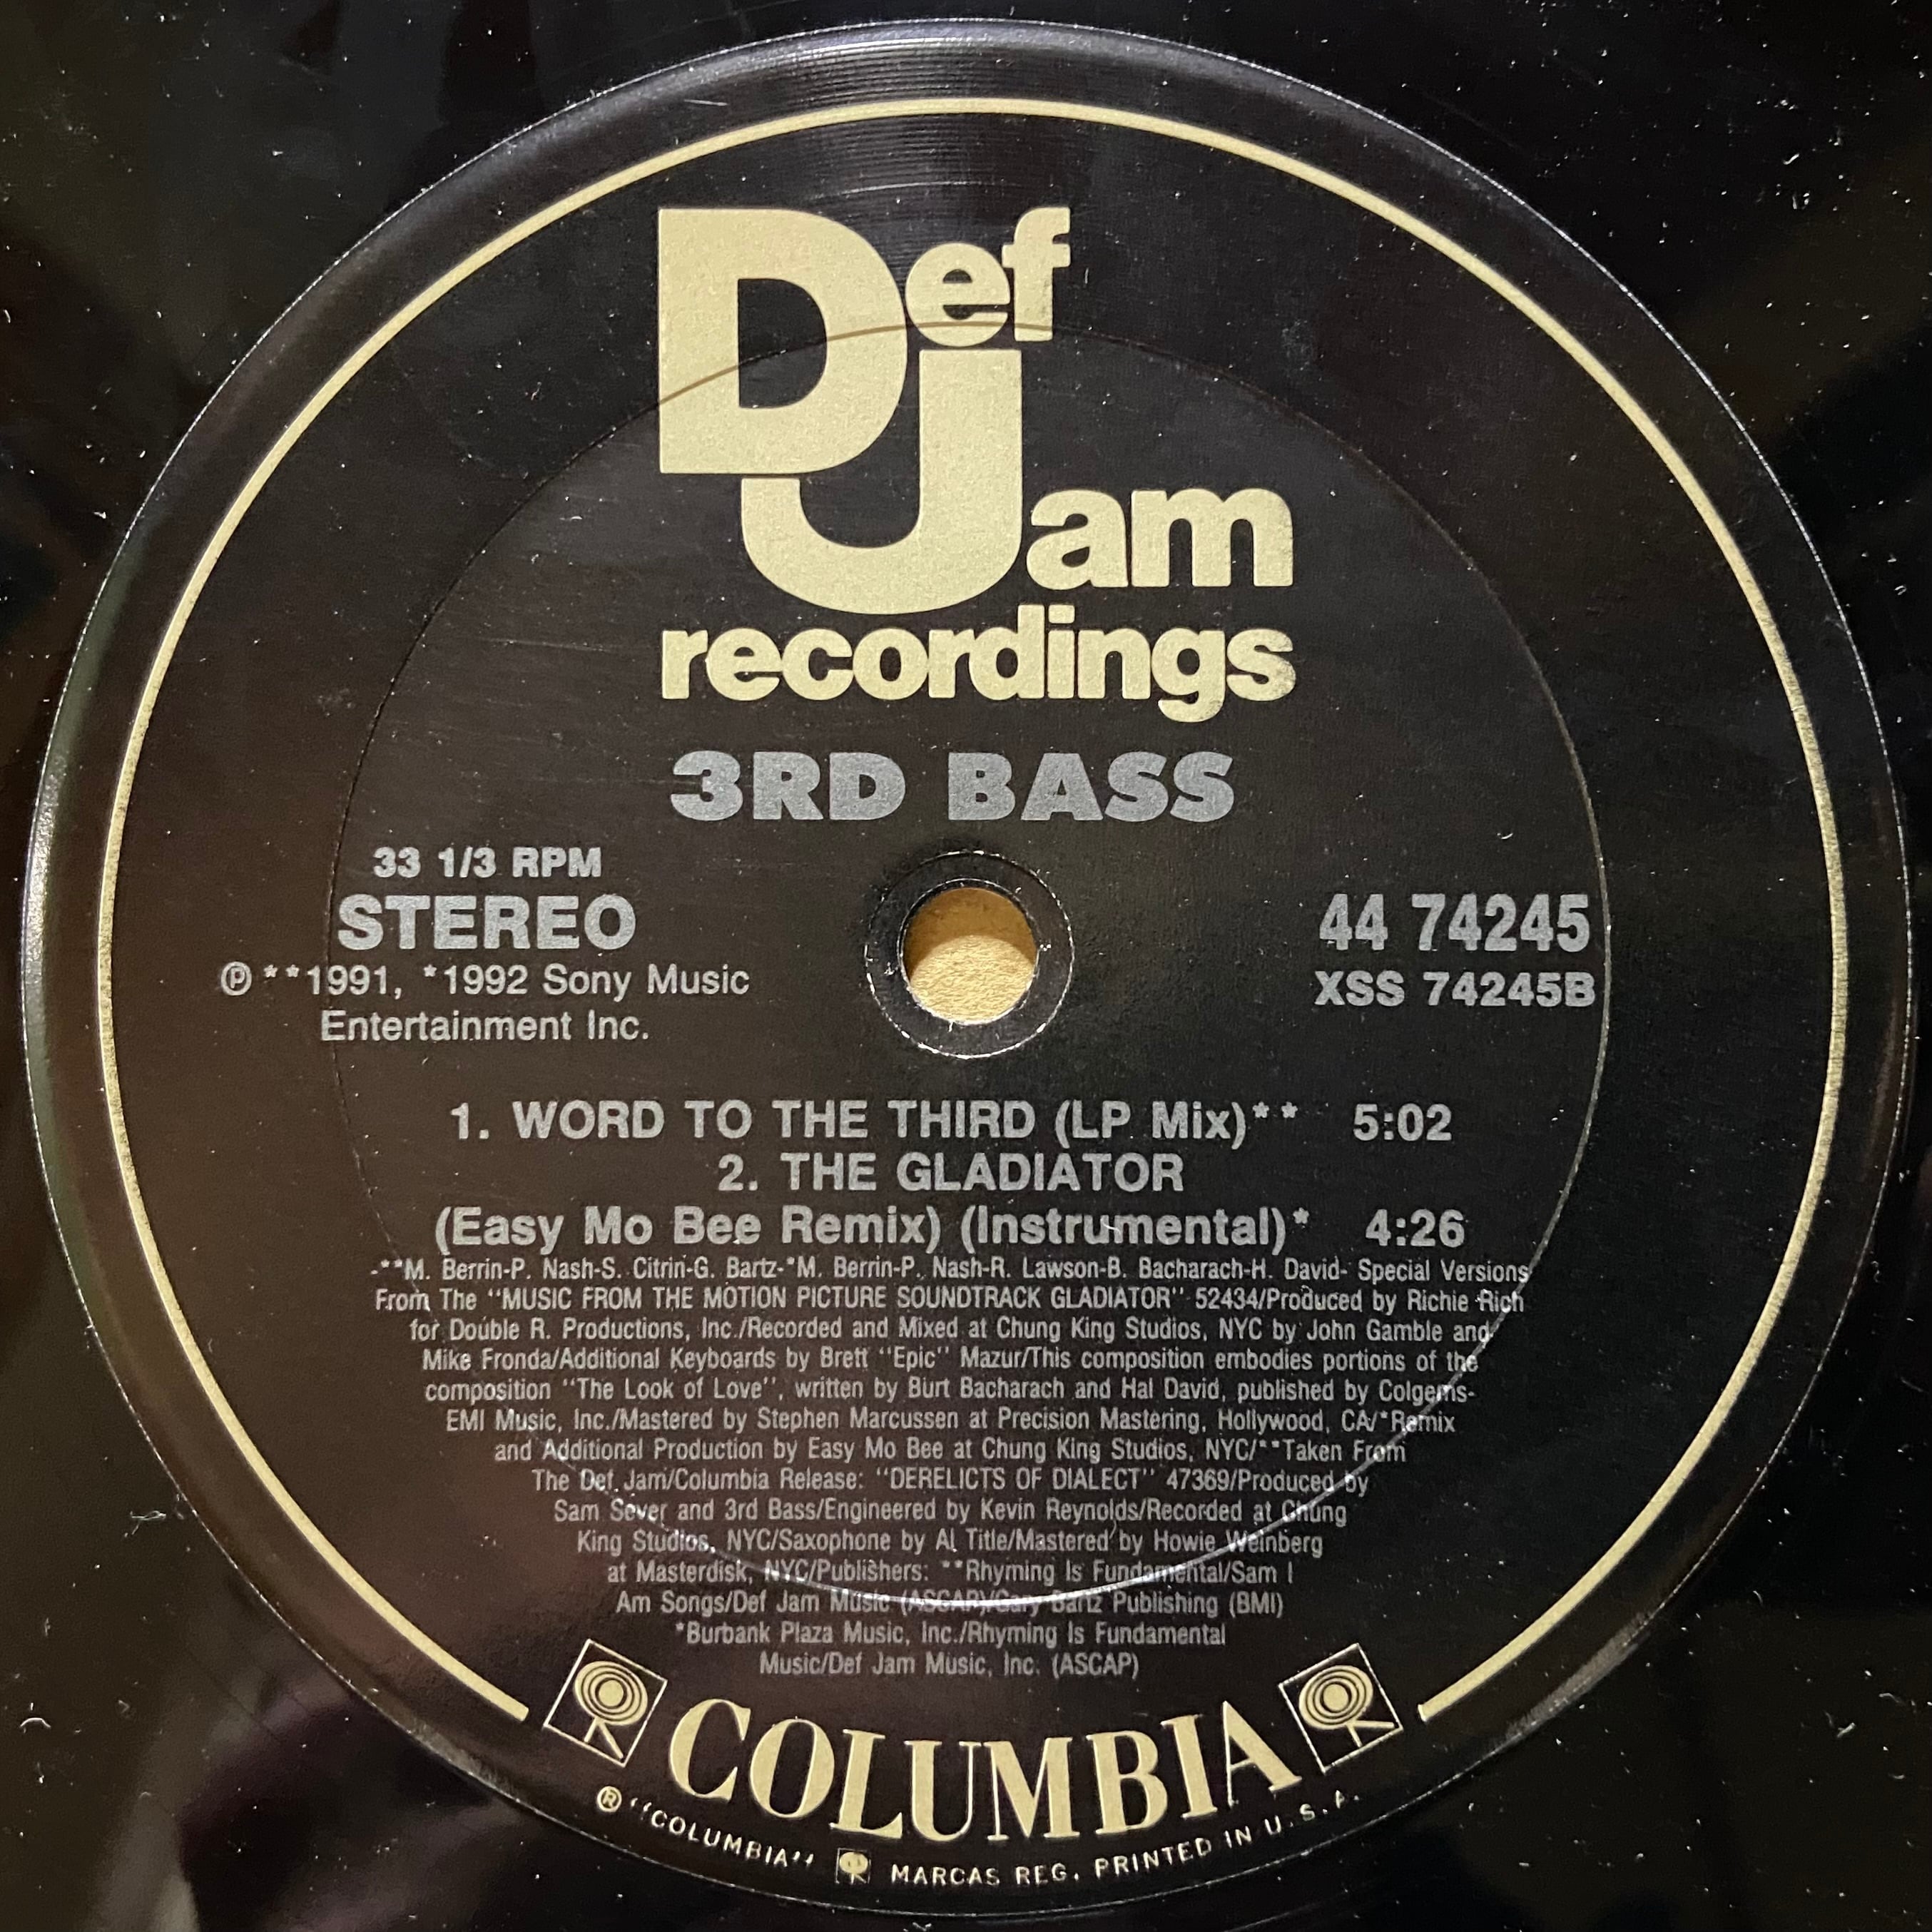 Def
Jam
recordings
3RD BASS
33 1/3 RPM
STEREO
℗ **1991, *1992 Sony Music
Entertainment Inc.
44 74245
XSS 74245B
1. WORD TO THE THIRD (LP Mix)** 5:02
2. THE GLADIATOR
(Easy Mo Bee Remix) (Instrumental)* 4:26
-**M. Berrin-P. Nash-S. Citrin-G. Bartz-*M. Berrin-P. Nash-R. Lawson-B. Bacharach-H. David- Special Versions
From The "MUSIC FROM THE MOTION PICTURE SOUNDTRACK GLADIATOR" 52434/Produced by Richie Rich
for Double R. Productions, Inc./Recorded and Mixed at Chung King Studios, NYC by John Gamble and
Mike Fronda/Additional Keyboards by Brett "Epic" Mazur/This composition embodies portions of the
composition "The Look of Love", written by Burt Bacharach and Hal David, published by Colgems-
EMI Music, Inc./Mastered by Stephen Marcussen at Precision Mastering, Hollywood, CA/*Remix
and Additional Production by Easy Mo Bee at Chung King Studios, NYC/**Taken From
The Def Jam/Columbia Release: "DERELICTS OF DIALECT" 47369/Produced by
Sam Sever and 3rd Bass/Engineered by Kevin Reynolds/Recorded at Chung
King Studios, NYC/Saxophone by Al Title/Mastered by Howie Weinberg
at Masterdisk, NYC/Publishers: **Rhyming Is Fundamental/Sam I
Am Songs/Def Jam Music (ASCAP)/Gary Bartz Publishing (BMI)
*Burbank Plaza Music, Inc./Rhyming Is Fundamental
Music/Def Jam Music, Inc. (ASCAP)
COLUMBIA
® "COLUMBIA" MARCAS REG. PRINTED IN U.S.A.